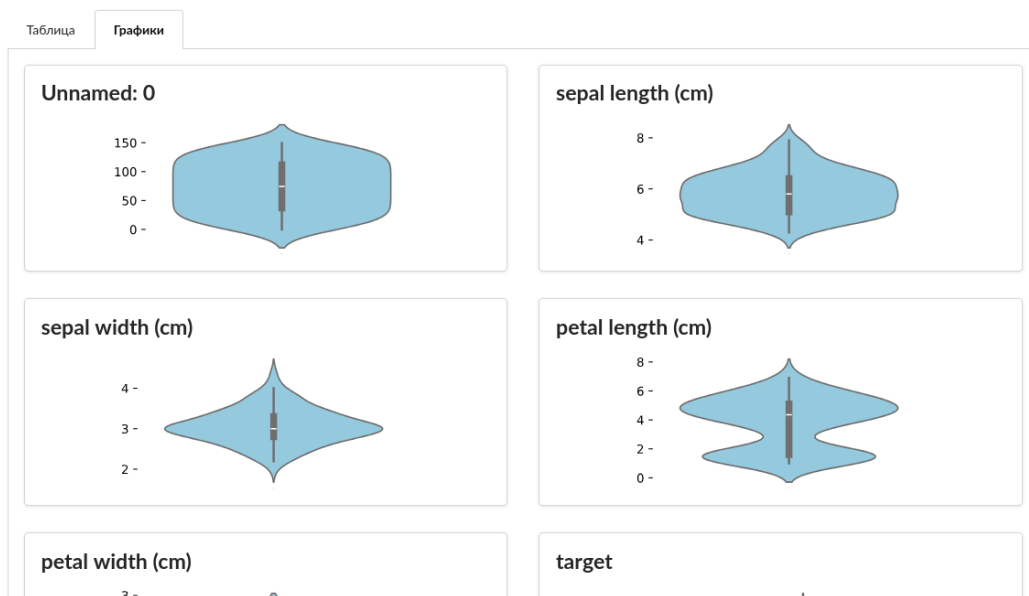 Таблица
Графики
Unnamed: 0
150
100
50
0
sepal length (cm)
8
6
4
sepal width (cm)
4
3
2
petal length (cm)
8
6
4
2
0
petal width (cm)
3
target